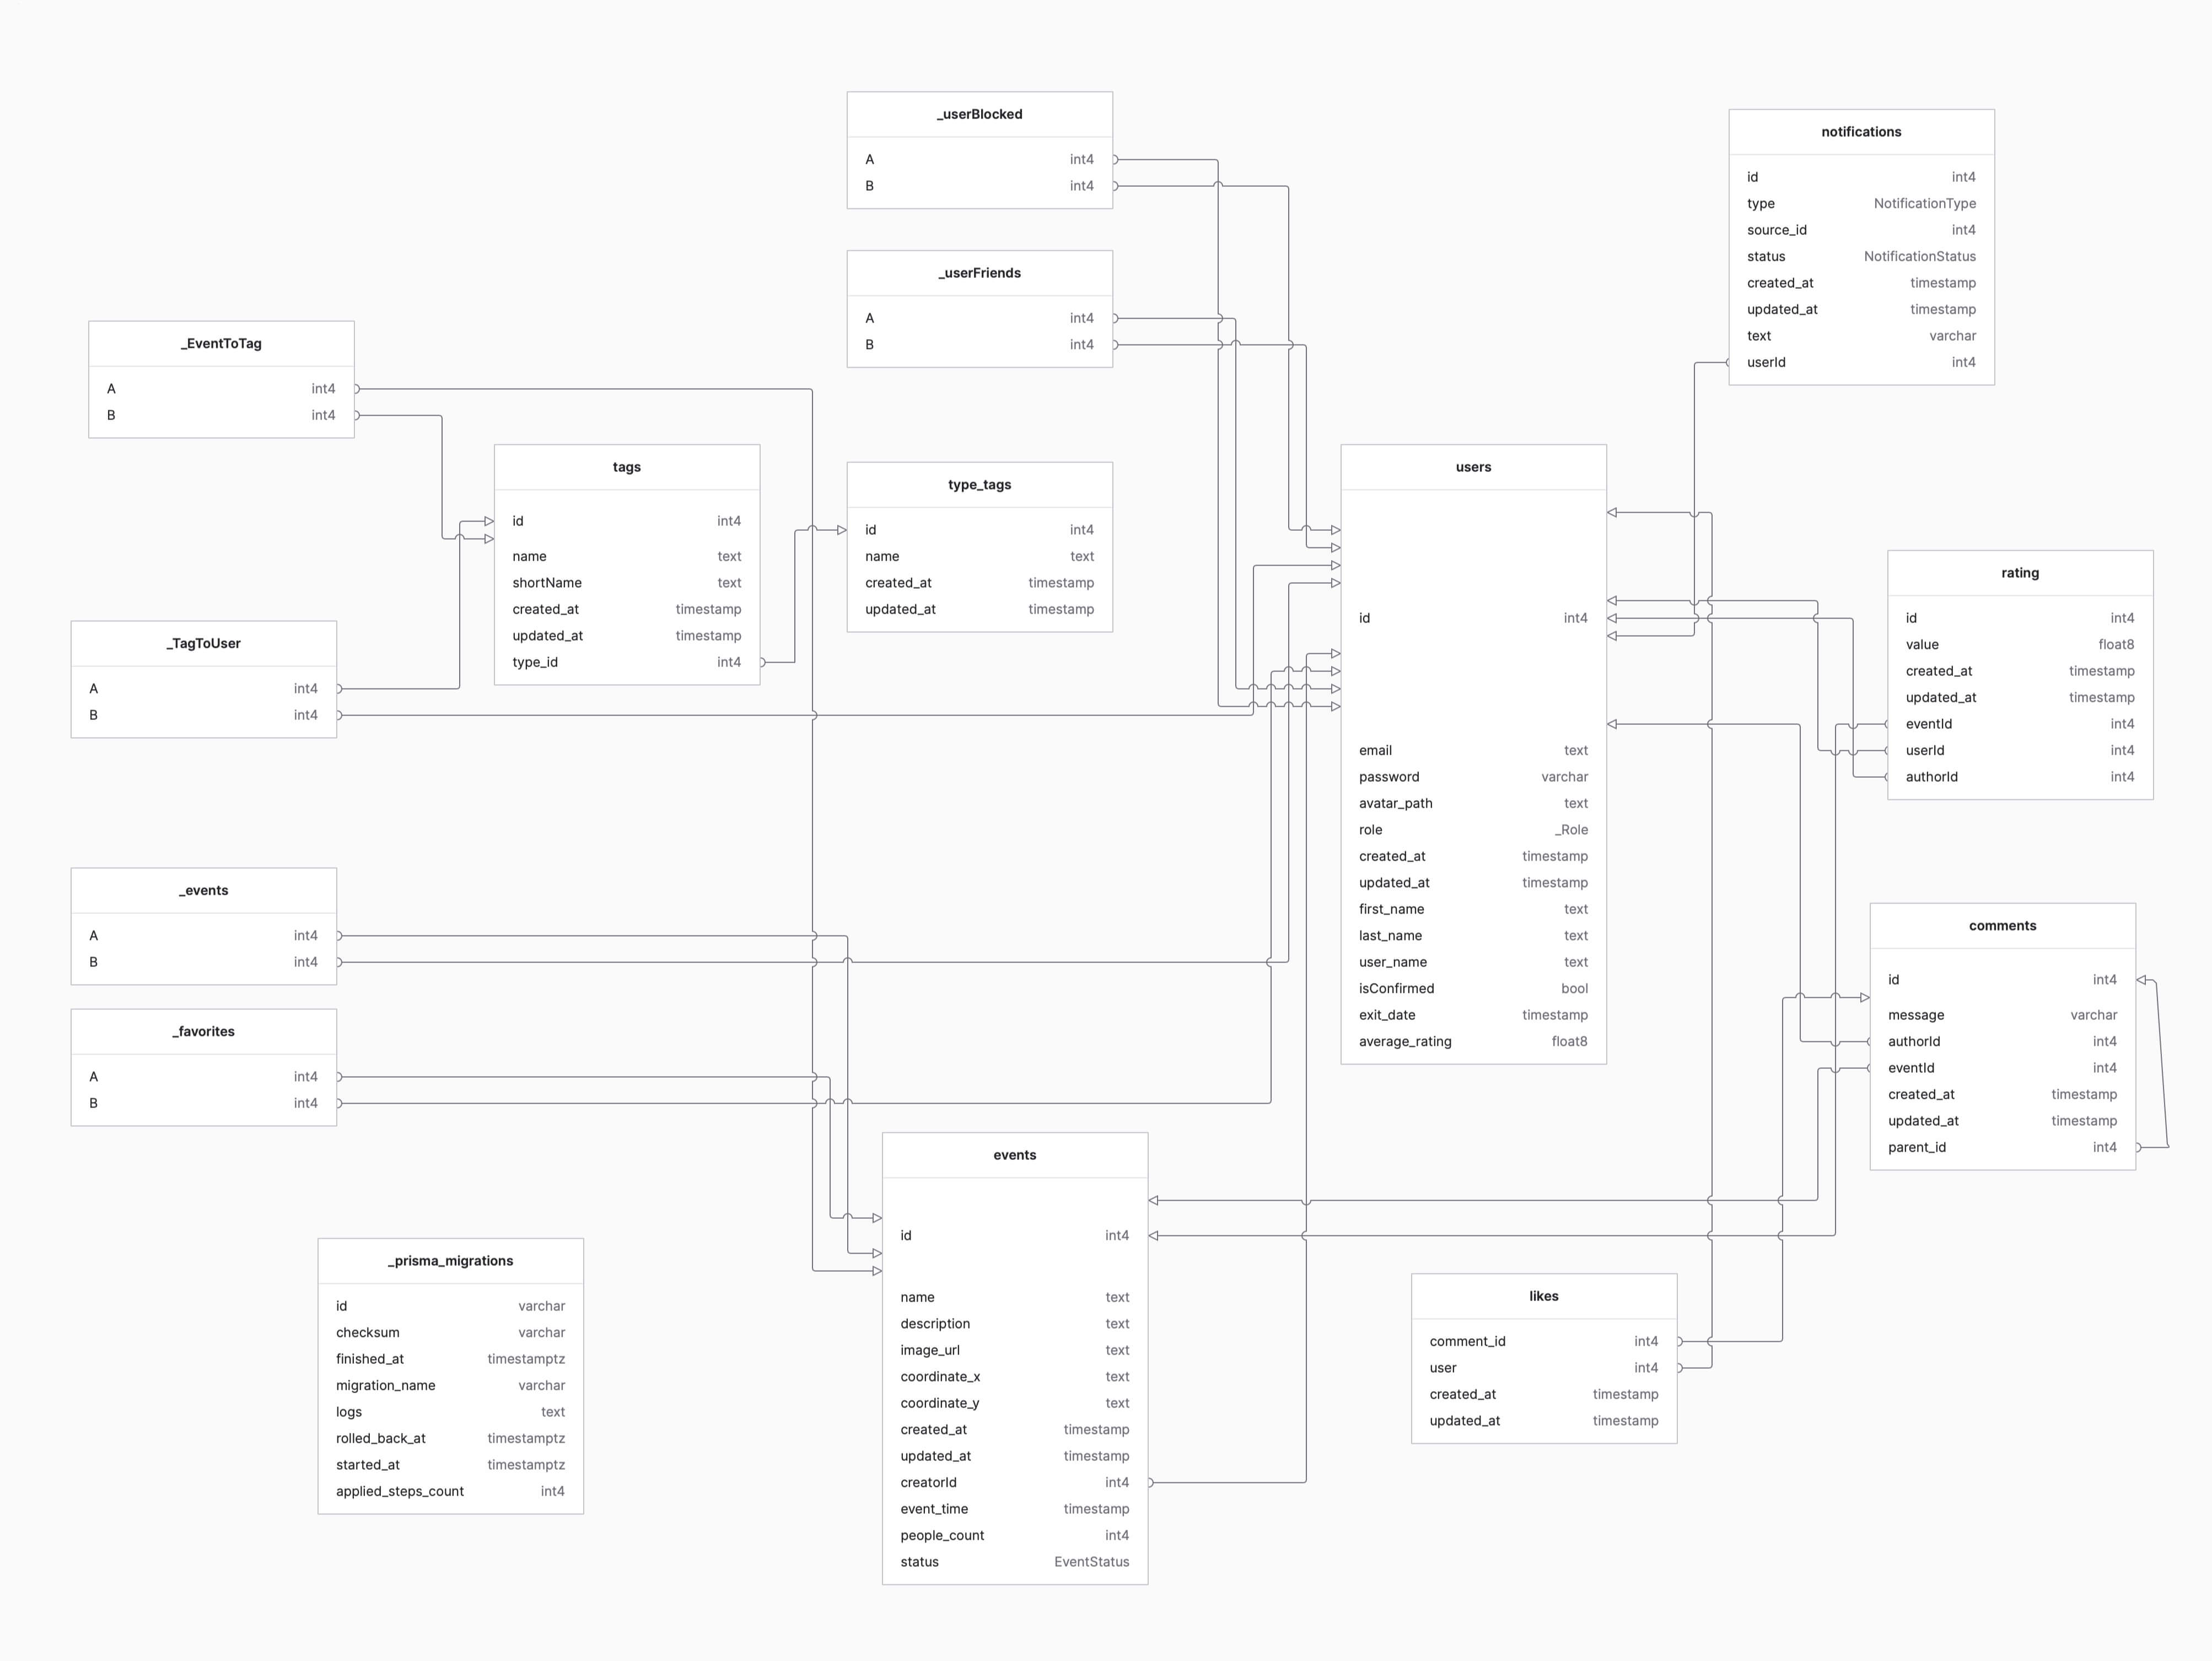 _userBlocked
A int4
B int4
notifications
id int4
type NotificationType
source_id int4
status NotificationStatus
created_at timestamp
updated_at timestamp
text varchar
userId int4
_userFriends
A int4
B int4
_EventToTag
A int4
B int4
tags
id int4
name text
shortName text
created_at timestamp
updated_at timestamp
type_id int4
type_tags
id int4
name text
created_at timestamp
updated_at timestamp
users
id int4
email text
password varchar
avatar_path text
role _Role
created_at timestamp
updated_at timestamp
first_name text
last_name text
user_name text
isConfirmed bool
exit_date timestamp
average_rating float8
rating
id int4
value float8
created_at timestamp
updated_at timestamp
eventId int4
userId int4
authorId int4
_TagToUser
A int4
B int4
_events
A int4
B int4
_favorites
A int4
B int4
comments
id int4
message varchar
authorId int4
eventId int4
created_at timestamp
updated_at timestamp
parent_id int4
events
id int4
name text
description text
image_url text
coordinate_x text
coordinate_y text
created_at timestamp
updated_at timestamp
creatorId int4
event_time timestamp
people_count int4
status EventStatus
_prisma_migrations
id varchar
checksum varchar
finished_at timestamptz
migration_name varchar
logs text
rolled_back_at timestamptz
started_at timestamptz
applied_steps_count int4
likes
comment_id int4
user int4
created_at timestamp
updated_at timestamp